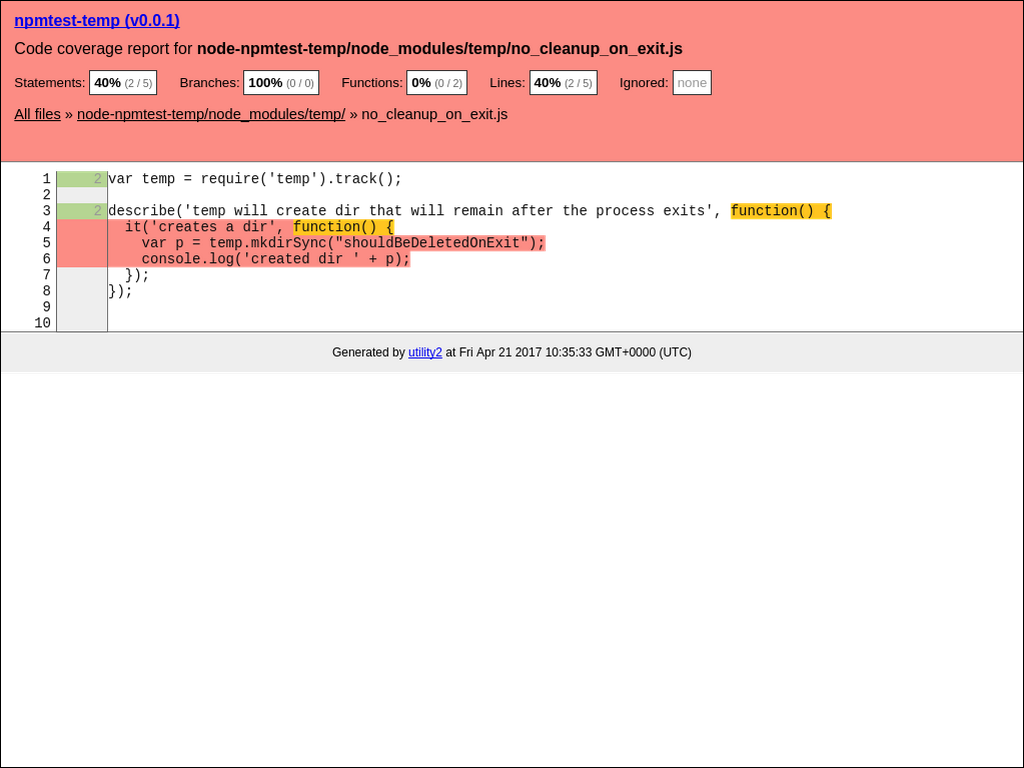 npmtest-temp (v0.0.1)
Code coverage report for node-npmtest-temp/node_modules/temp/no_cleanup_on_exit.js
Statements: 40% (2 / 5) Branches: 100% (0 / 0) Functions: 0% (0 / 2) Lines: 40% (2 / 5) Ignored: none
All files » node-npmtest-temp/node_modules/temp/ » no_cleanup_on_exit.js
1 2 var temp = require('temp').track();
2
3 2 describe('temp will create dir that will remain after the process exits', function() {
4   it('creates a dir', function() {
5     var p = temp.mkdirSync("shouldBeDeletedOnExit");
6     console.log('created dir ' + p);
7   });
8 });
9
10
Generated by utility2 at Fri Apr 21 2017 10:35:33 GMT+0000 (UTC)